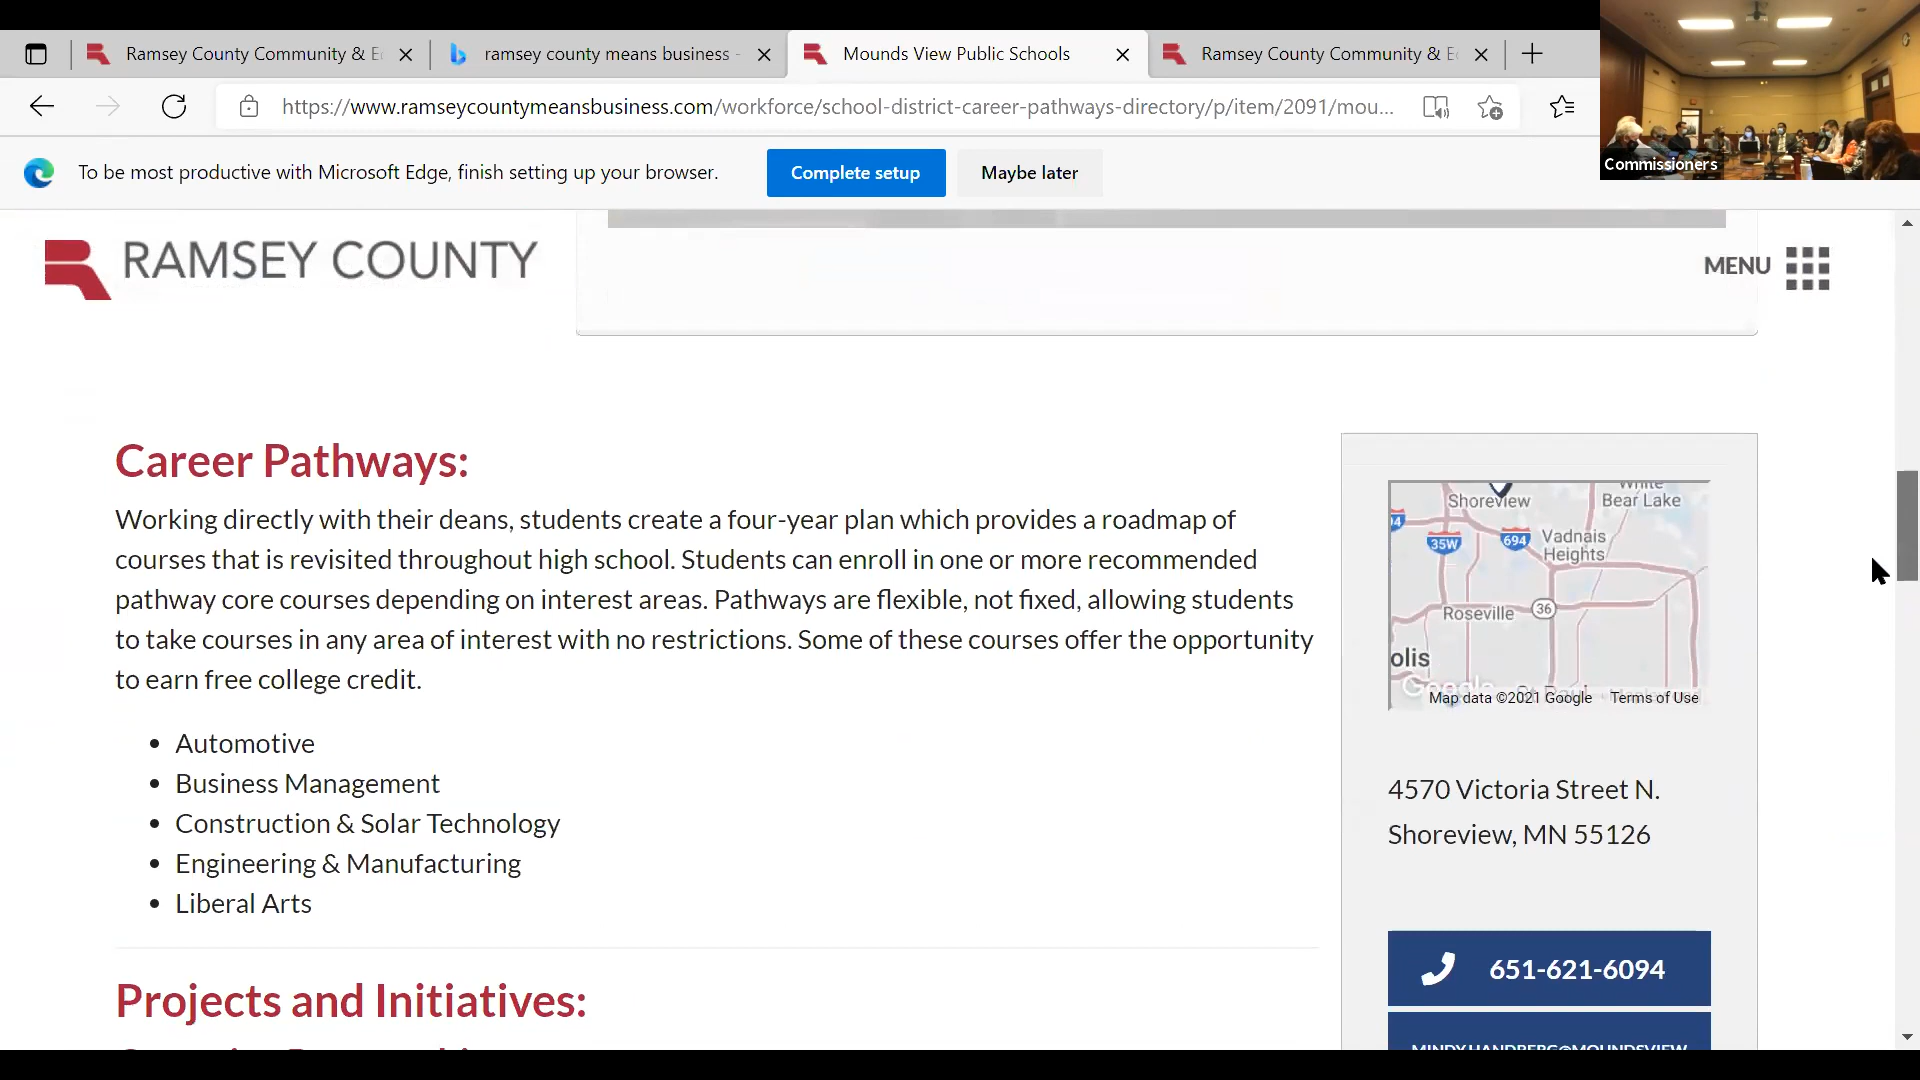 Ramsey County Community & E
ramsey county means business -
Mounds View Public Schools
Ramsey County Community & E
https://www.ramseycountymeansbusiness.com/workforce/school-district-career-pathways-directory/p/item/2091/mou...
To be most productive with Microsoft Edge, finish setting up your browser.
Complete setup
Maybe later
Commissioners
RAMSEY COUNTY
MENU
Career Pathways:
Working directly with their deans, students create a four-year plan which provides a roadmap of
courses that is revisited throughout high school. Students can enroll in one or more recommended
pathway core courses depending on interest areas. Pathways are flexible, not fixed, allowing students
to take courses in any area of interest with no restrictions. Some of these courses offer the opportunity
to earn free college credit.
• Automotive
• Business Management
• Construction & Solar Technology
• Engineering & Manufacturing
• Liberal Arts
Projects and Initiatives:
Shoreview
White
Bear Lake
94
35W
694
Vadnais
Heights
Roseville
36
olis
Google
Map data ©2021 Google
Terms of Use
4570 Victoria Street N.
Shoreview, MN 55126
651-621-6094
MINDY.HANDBERG@MOUNDSVIEW